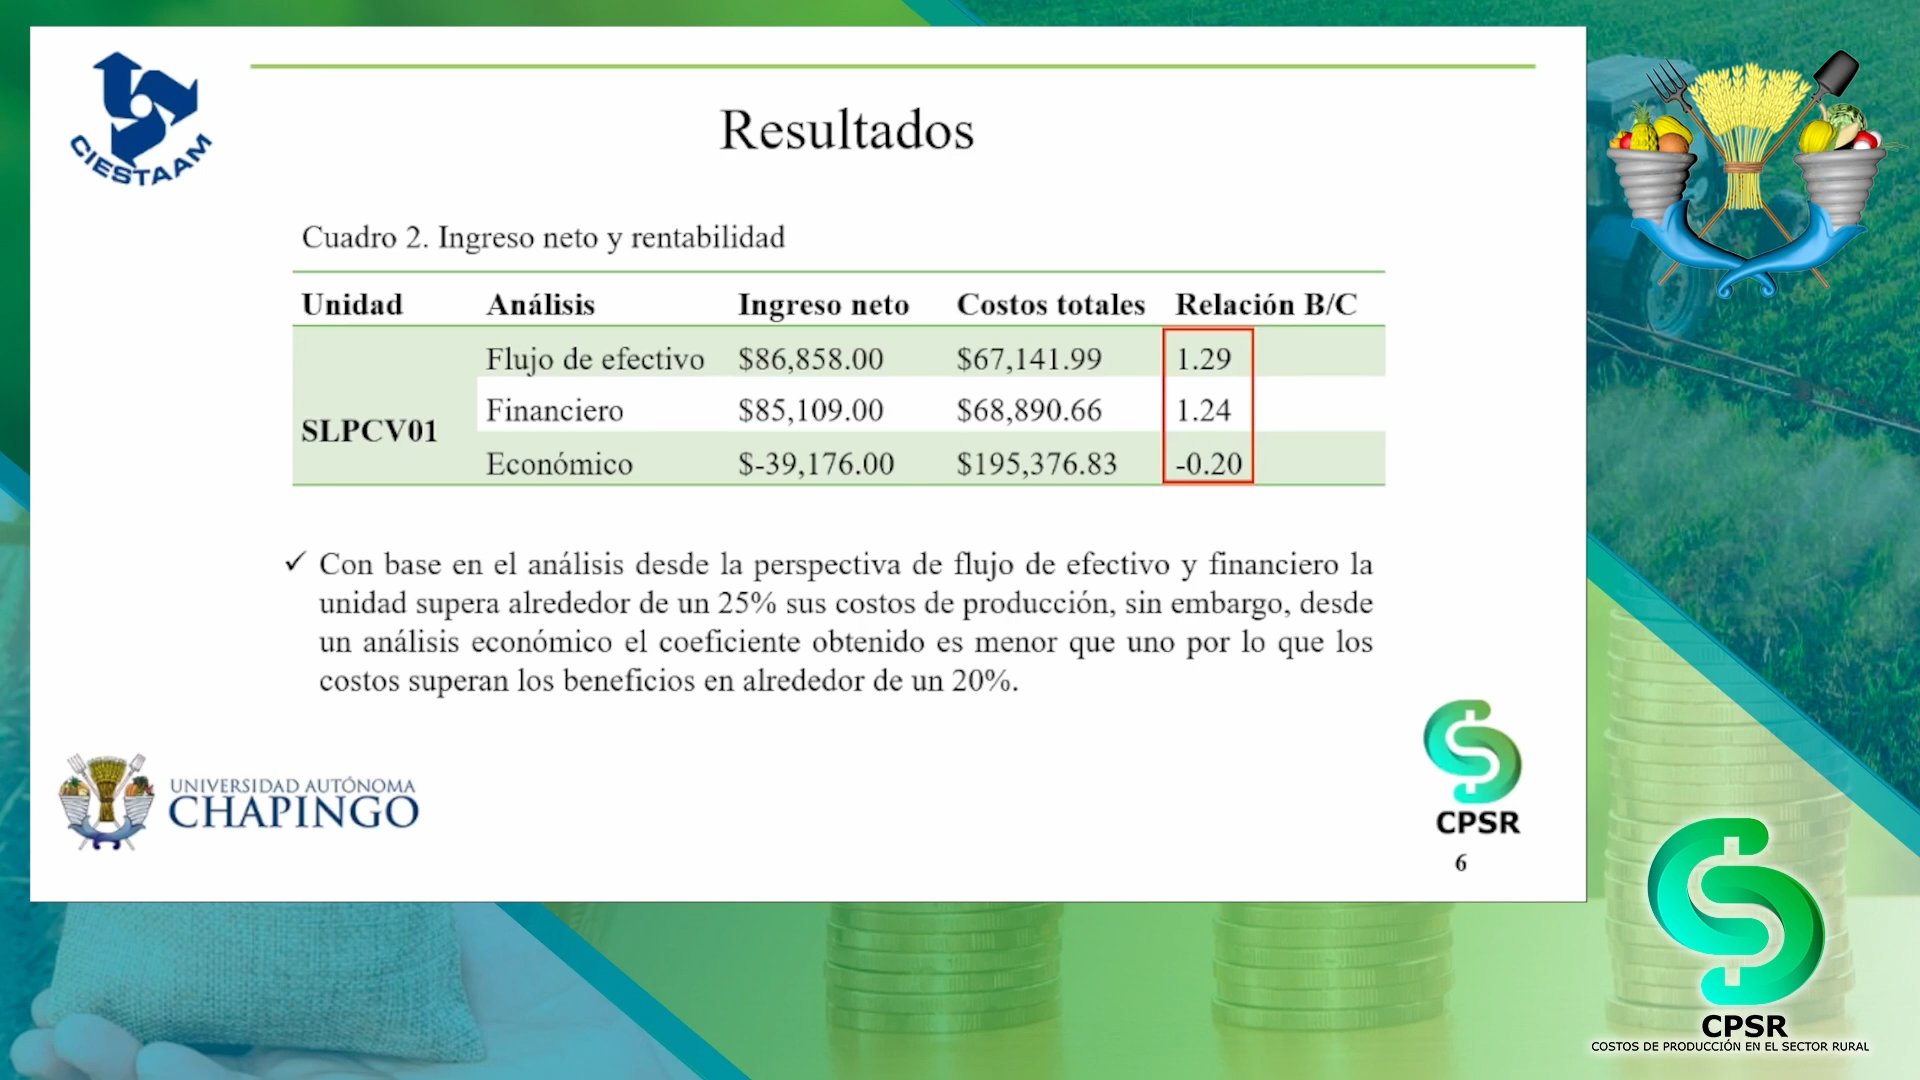 CIESTAAM
Resultados
Cuadro 2. Ingreso neto y rentabilidad
Unidad Análisis Ingreso neto Costos totales Relación B/C
Flujo de efectivo $86,858.00 $67,141.99 1.29
Financiero $85,109.00 $68,890.66 1.24
SLPCV01
Económico $-39,176.00 $195,376.83 -0.20
✓ Con base en el análisis desde la perspectiva de flujo de efectivo y financiero la
unidad supera alrededor de un 25% sus costos de producción, sin embargo, desde
un análisis económico el coeficiente obtenido es menor que uno por lo que los
costos superan los beneficios en alrededor de un 20%.
UNIVERSIDAD AUTÓNOMA
CHAPINGO
CPSR
6
CPSR
COSTOS DE PRODUCCIÓN EN EL SECTOR RURAL